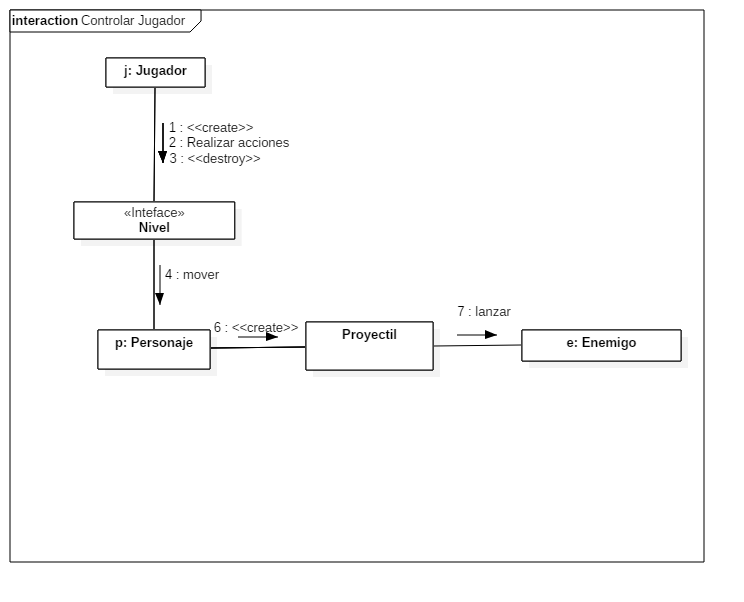 interaction Controlar Jugador
j: Jugador
1 : <<create>>
2 : Realizar acciones
3 : <<destroy>>
«Inteface»
Nivel
4 : mover
6 : <<create>>
7 : lanzar
p: Personaje
Proyectil
e: Enemigo